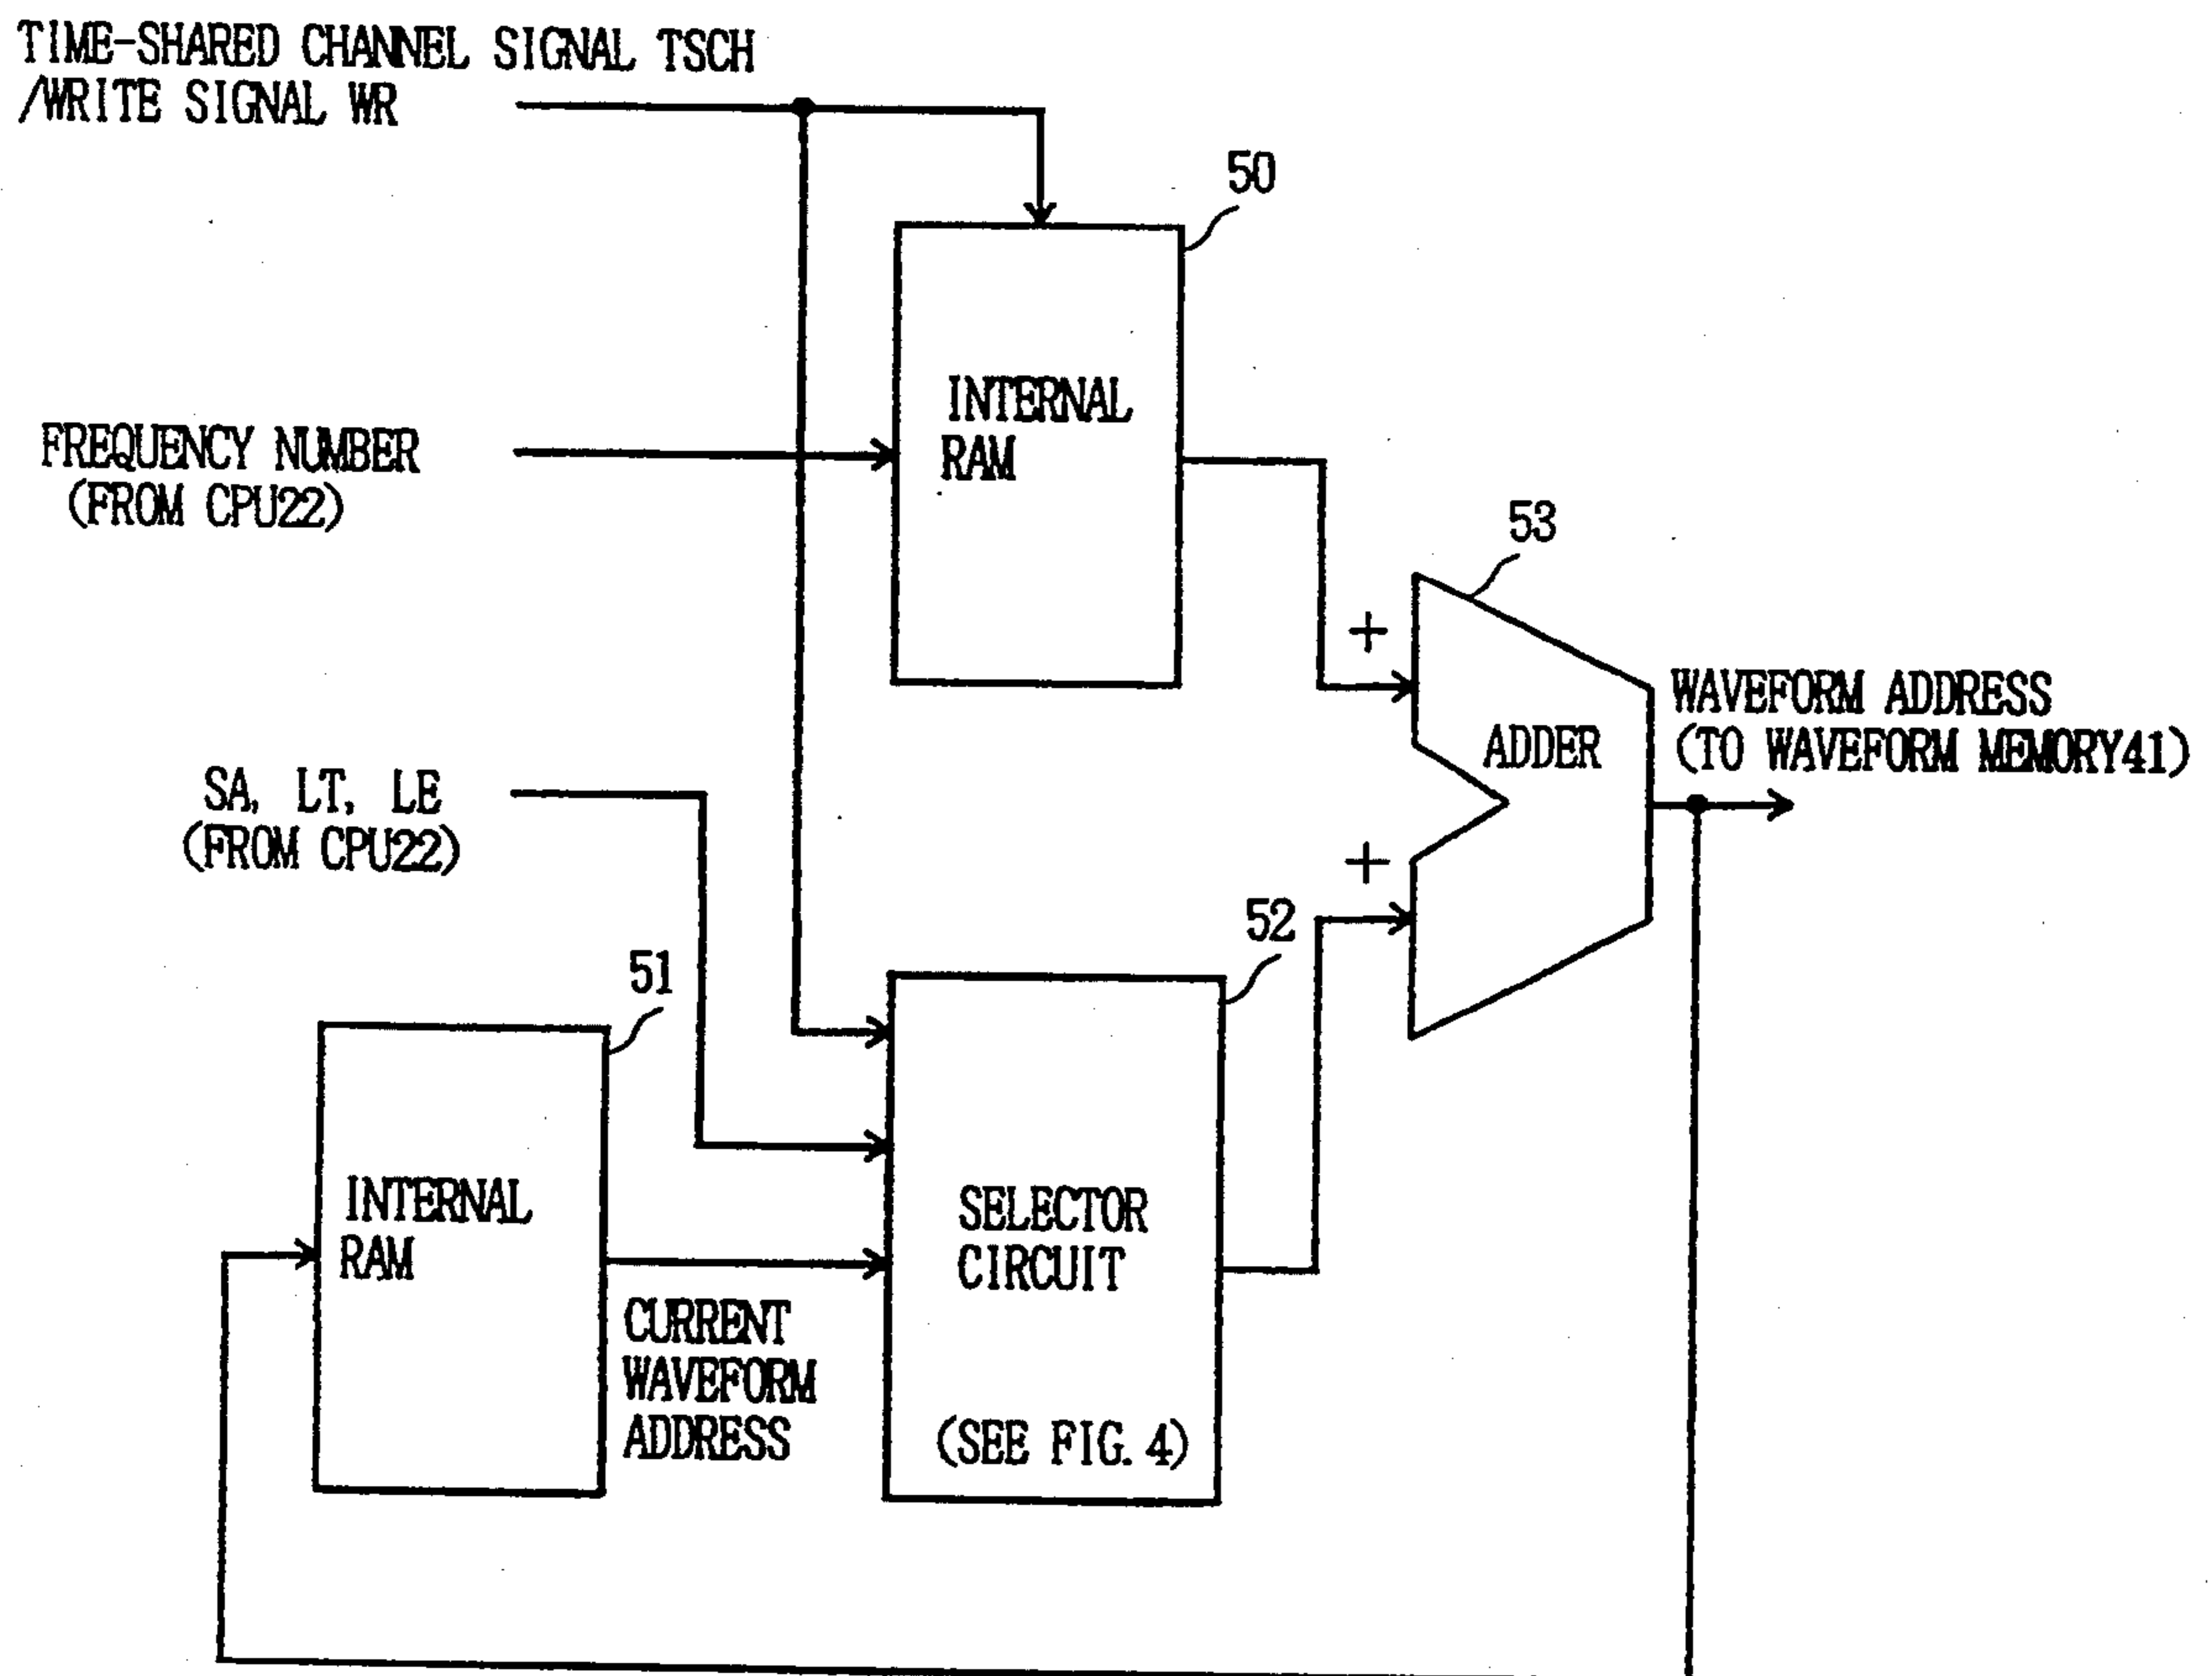 TIME-SHARED CHANNEL SIGNAL TSCH
/WRITE SIGNAL WR
50
INTERNAL
RAM
FREQUENCY NUMBER
(FROM CPU22)
53
+
WAVEFORM ADDRESS
(TO WAVEFORM MEMORY41)
ADDER
SA, LT, LE
(FROM CPU22)
+
52
51
INTERNAL
RAM
SELECTOR
CIRCUIT
CURRENT
WAVEFORM
ADDRESS
(SEE FIG. 4)